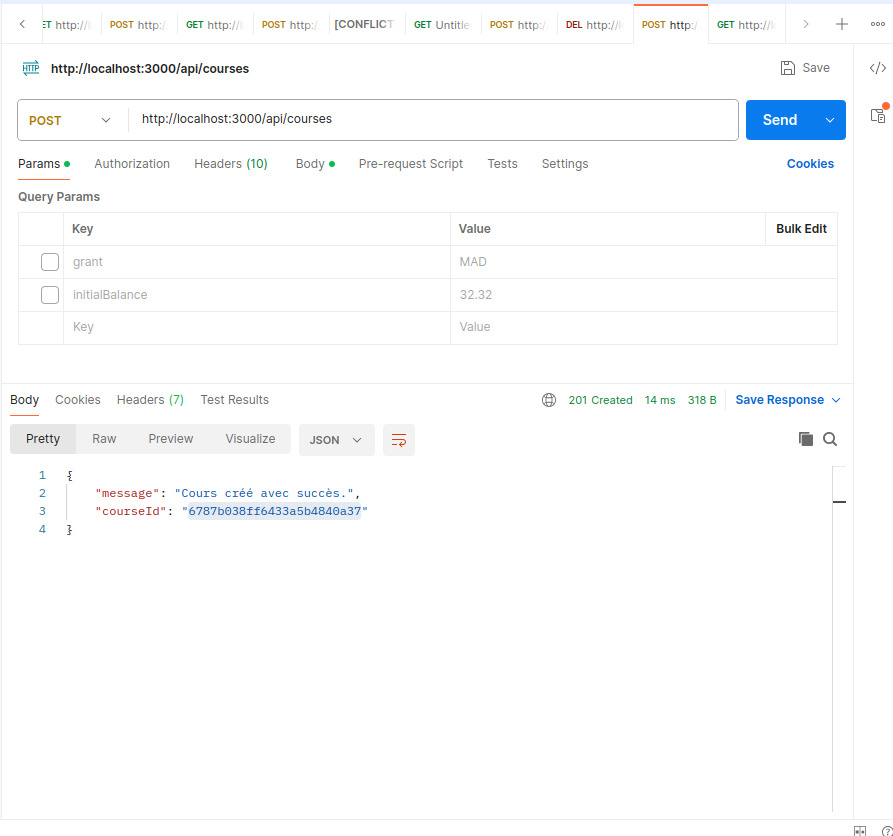 ET http://l POST http:/ GET http://l POST http:/ [CONFLICT GET Untitle POST http:/ DEL http://l POST http:/ GET http://l
HTTP http://localhost:3000/api/courses Save
POST http://localhost:3000/api/courses Send
Params Authorization Headers (10) Body Pre-request Script Tests Settings Cookies
Query Params
Key Value Bulk Edit
grant MAD
initialBalance 32.32
Key Value
Body Cookies Headers (7) Test Results 201 Created 14 ms 318 B Save Response
Pretty Raw Preview Visualize JSON
1 {
2 "message": "Cours créé avec succès.",
3 "courseId": "6787b038ff6433a5b4840a37"
4 }